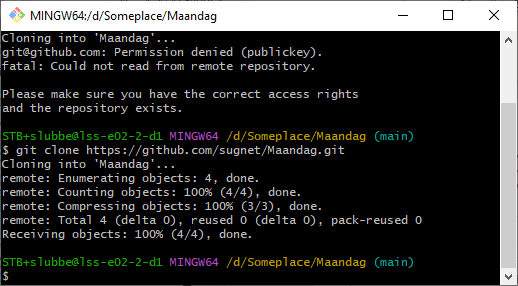 MINGW64:/d/Someplace/Maandag
Cloning into 'Maandag'...
git@github.com: Permission denied (publickey).
fatal: Could not read from remote repository.
Please make sure you have the correct access rights
and the repository exists.
STB+slubbe@lss-e02-2-d1 MINGW64 /d/Someplace/Maandag (main)
$ git clone https://github.com/sugnet/Maandag.git
Cloning into 'Maandag'...
remote: Enumerating objects: 4, done.
remote: Counting objects: 100% (4/4), done.
remote: Compressing objects: 100% (3/3), done.
remote: Total 4 (delta 0), reused 0 (delta 0), pack-reused 0
Receiving objects: 100% (4/4), done.
STB+slubbe@lss-e02-2-d1 MINGW64 /d/Someplace/Maandag (main)
$